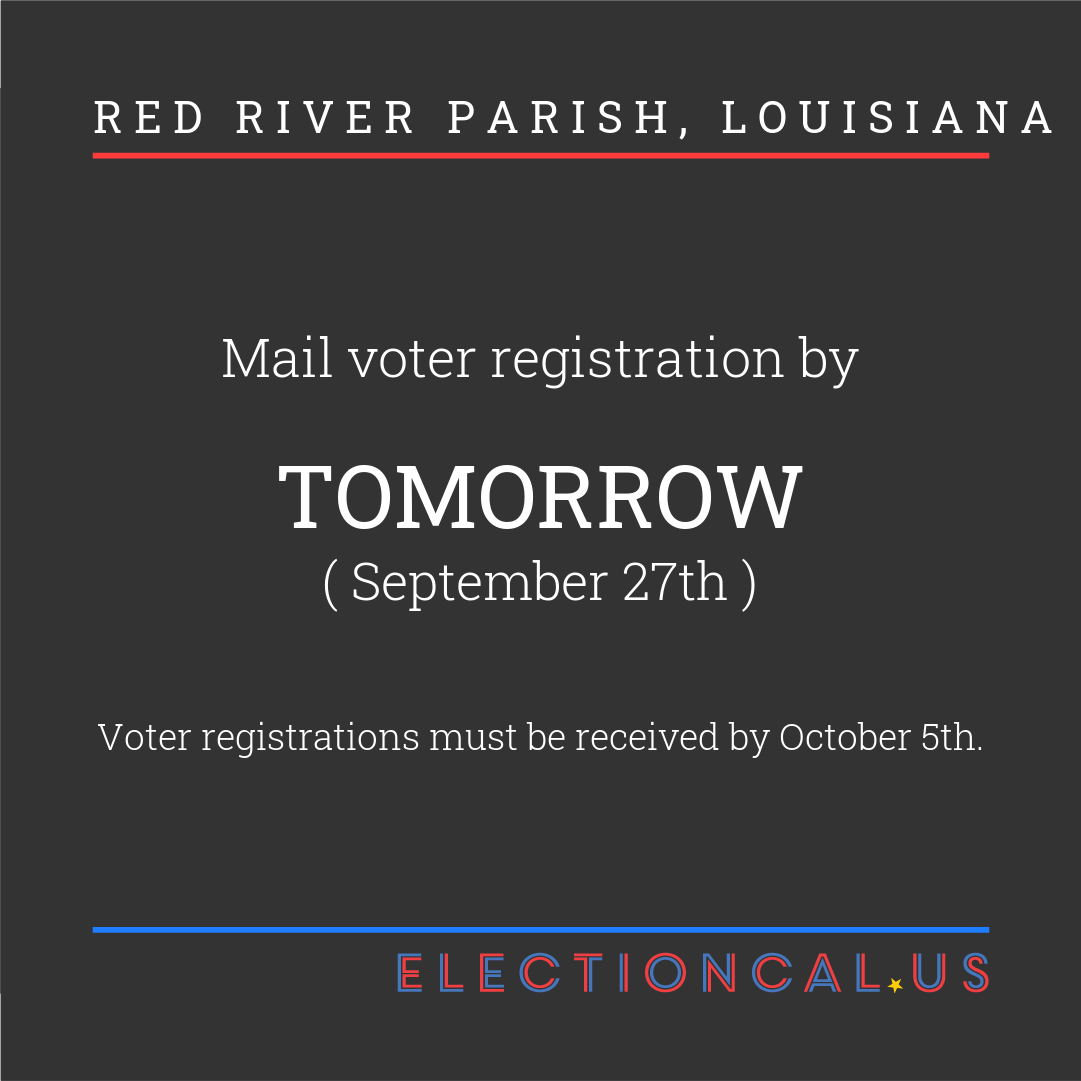 RED RIVER PARISH, LOUISIANA
Mail voter registration by
TOMORROW
( September 27th )
Voter registrations must be received by October 5th.
ELECTIONCAL.US